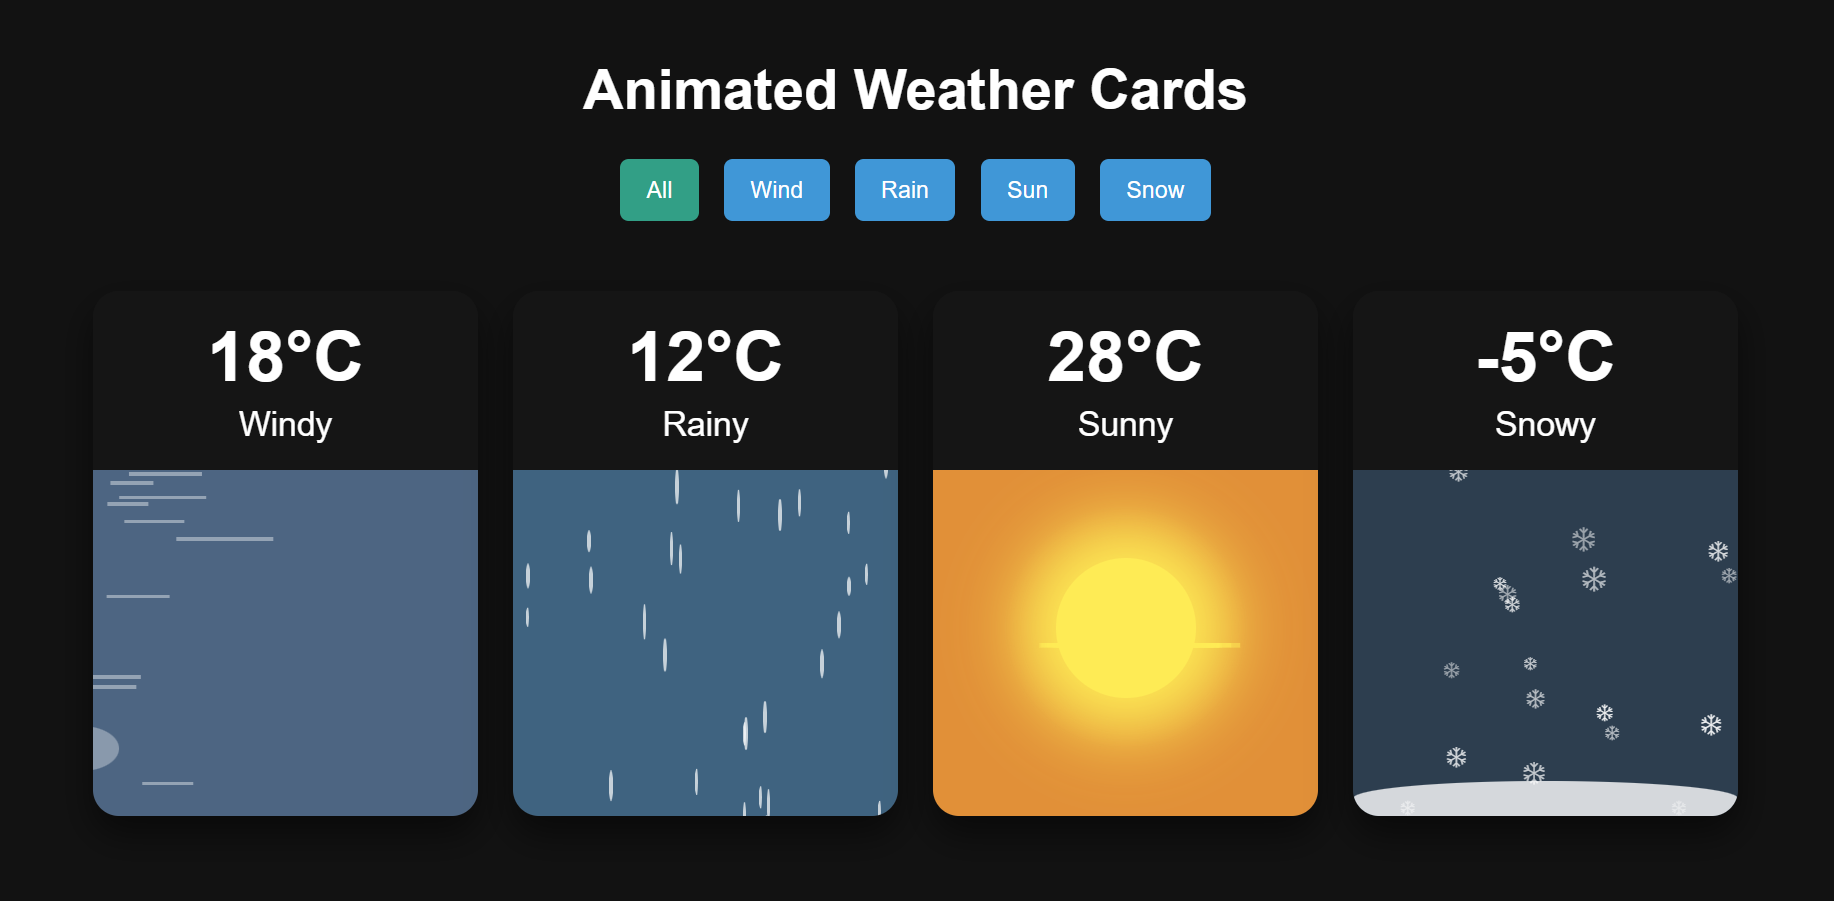 Animated Weather Cards
All Wind Rain Sun Snow
18°C
Windy
12°C
Rainy
28°C
Sunny
-5°C
Snowy